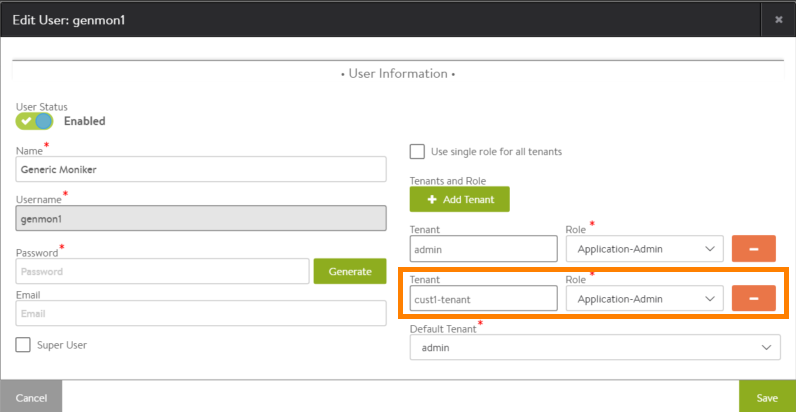 Edit User: genmon1
×
• User Information •
User Status
Enabled
Name*
Generic Moniker
Username*
genmon1
Password*
Password
Generate
Email
Email
Super User
Use single role for all tenants
Tenants and Role
+ Add Tenant
Tenant Role*
admin Application-Admin −
Tenant Role*
cust1-tenant Application-Admin −
Default Tenant*
admin
Cancel Save